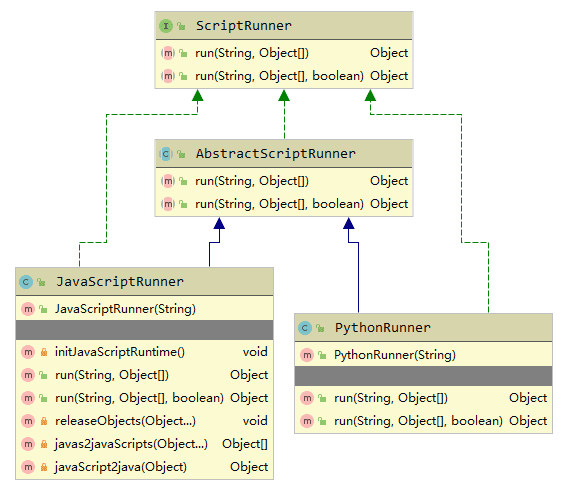 ScriptRunner
run(String, Object[]) Object
run(String, Object[], boolean) Object
AbstractScriptRunner
run(String, Object[]) Object
run(String, Object[], boolean) Object
JavaScriptRunner
JavaScriptRunner(String)
initJavaScriptRuntime() void
run(String, Object[]) Object
run(String, Object[], boolean) Object
releaseObjects(Object...) void
javas2javaScripts(Object...) Object[]
javaScript2java(Object) Object
PythonRunner
PythonRunner(String)
run(String, Object[]) Object
run(String, Object[], boolean) Object